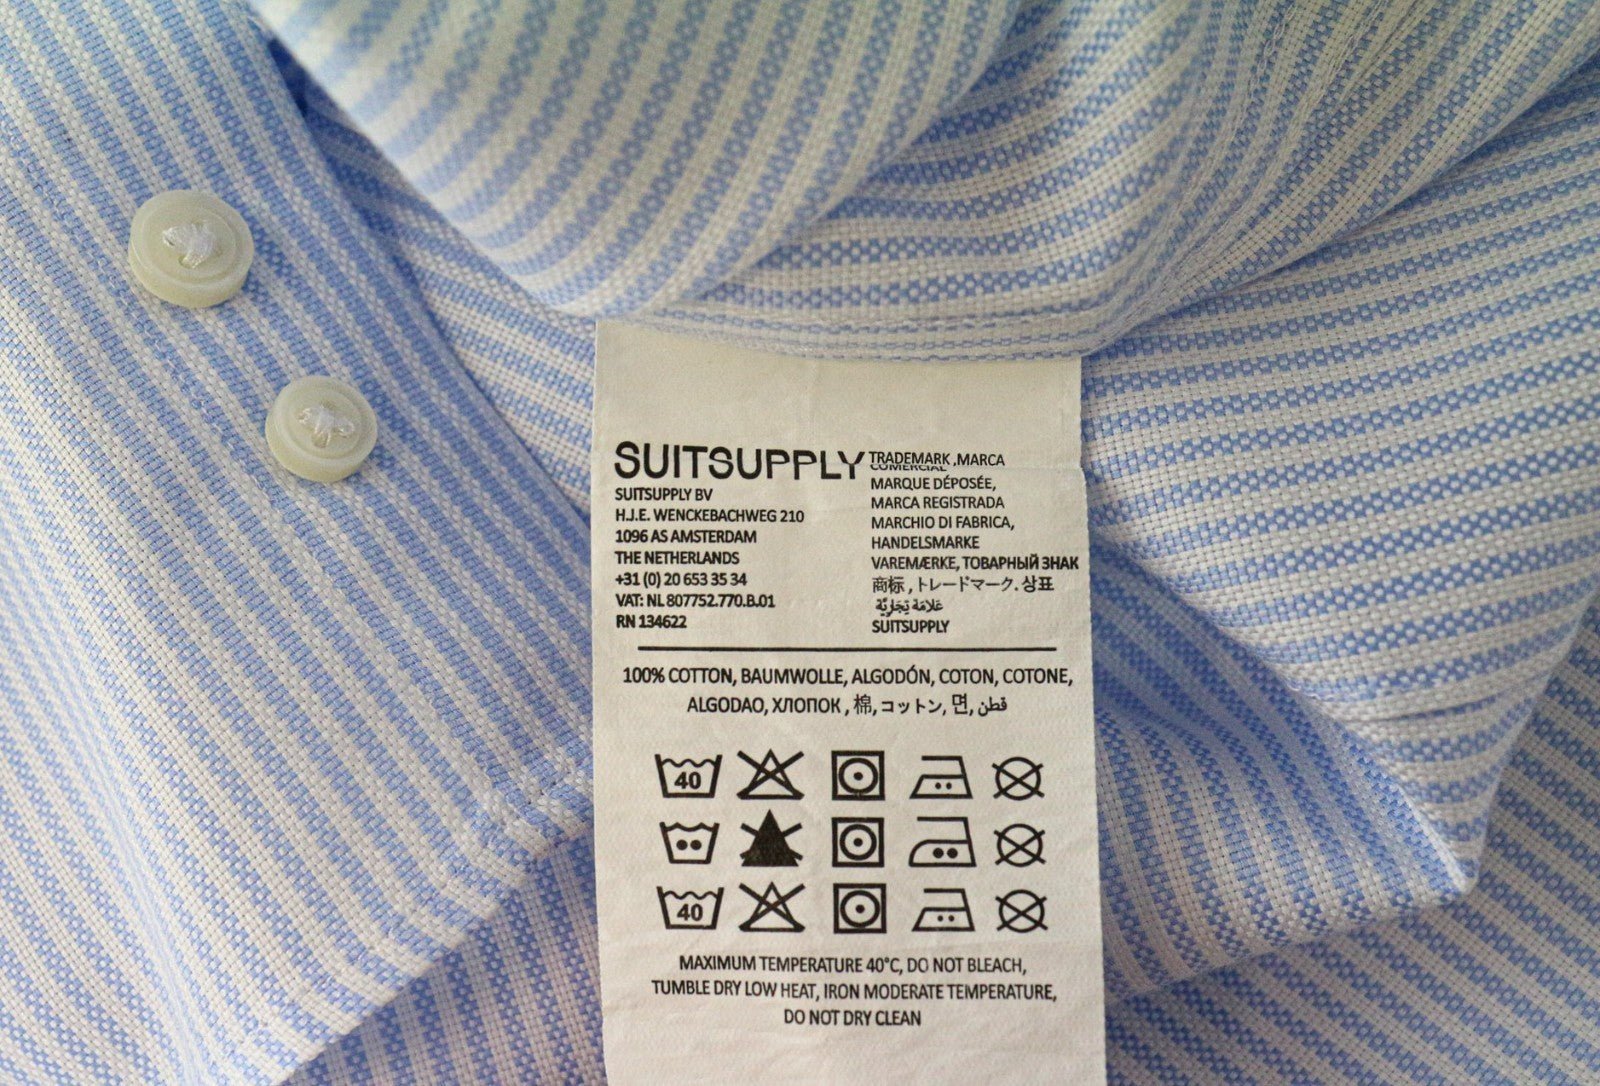 SUITSUPPLY
SUITSUPPLY BV
H.J.E. WENCKEBACHWEG 210
1096 AS AMSTERDAM
THE NETHERLANDS
+31 (0) 20 653 35 34
VAT: NL 807752.770.B.01
RN 134622
TRADEMARK ,MARCA
COMERCIAL
MARQUE DÉPOSÉE,
MARCA REGISTRADA
MARCHIO DI FABRICA,
HANDELSMARKE
VAREMÆRKE, ТОВАРНЫЙ ЗНАК
商标 , トレードマーク. 상표
عَلامَة تِجَارِيَّة
SUITSUPPLY
100% COTTON, BAUMWOLLE, ALGODÓN, COTON, COTONE,
ALGODAO, ХЛОПОК , 棉, コットン, 면, قطن
40
40
MAXIMUM TEMPERATURE 40°C, DO NOT BLEACH,
TUMBLE DRY LOW HEAT, IRON MODERATE TEMPERATURE,
DO NOT DRY CLEAN